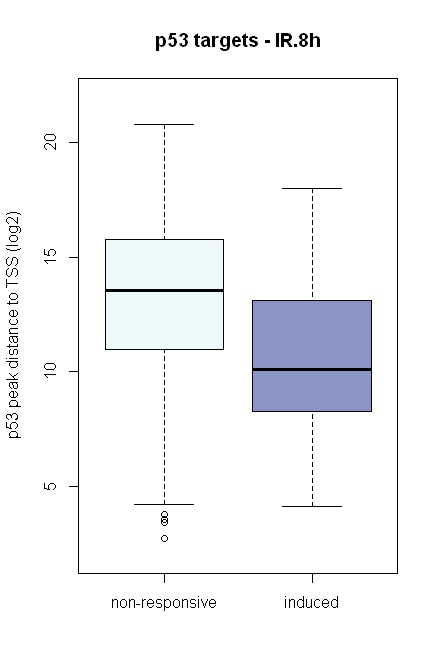 p53 targets - IR.8h
p53 peak distance to TSS (log2)
20
15
10
5
non-responsive
induced